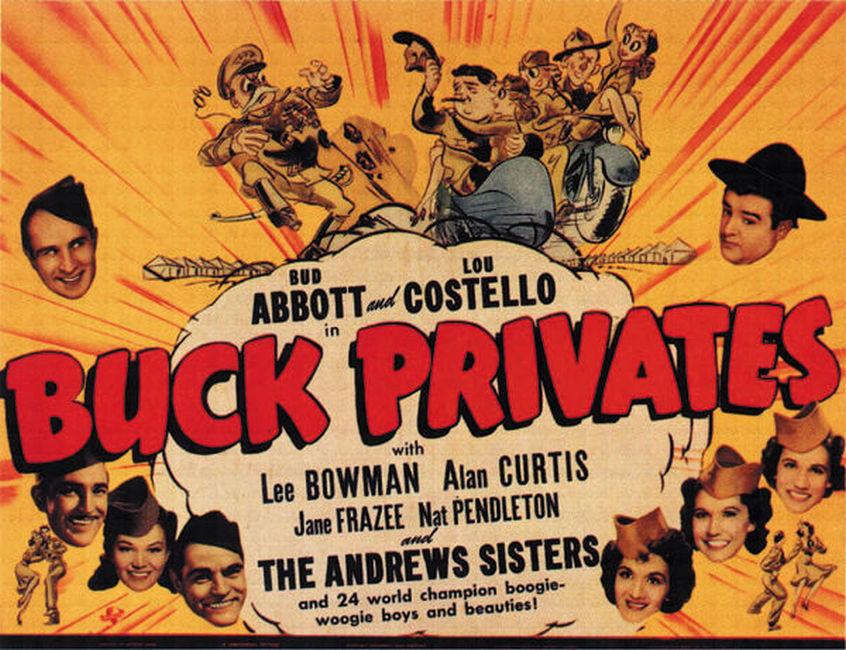 BUD
ABBOTT and LOU
COSTELLO
in
BUCK PRIVATES
with
Lee BOWMAN Alan CURTIS
Jane FRAZEE Nat PENDLETON
and
THE ANDREWS SISTERS
and 24 world champion boogie-
woogie boys and beauties!